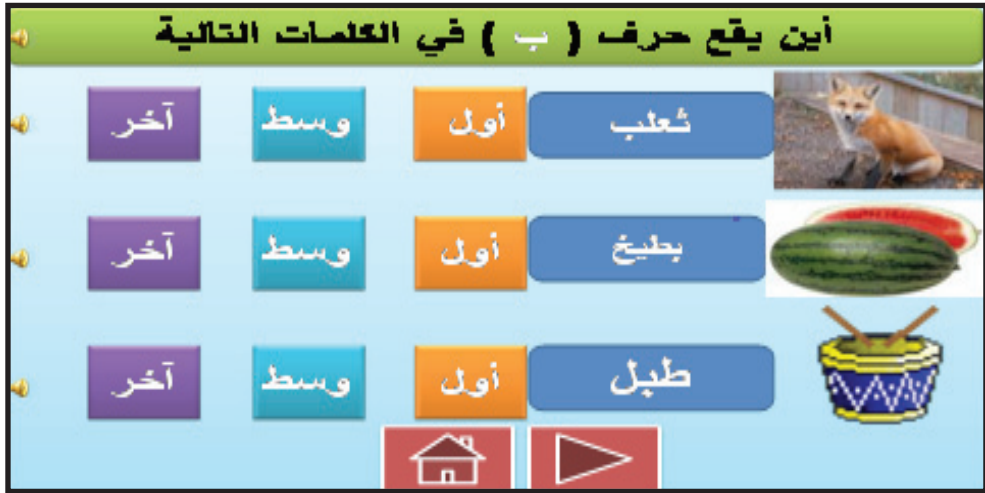 أين يقع حرف ( ب ) في الكلمات التالية
ثعلب أول وسط آخر
بطيخ أول وسط آخر
طبل أول وسط آخر